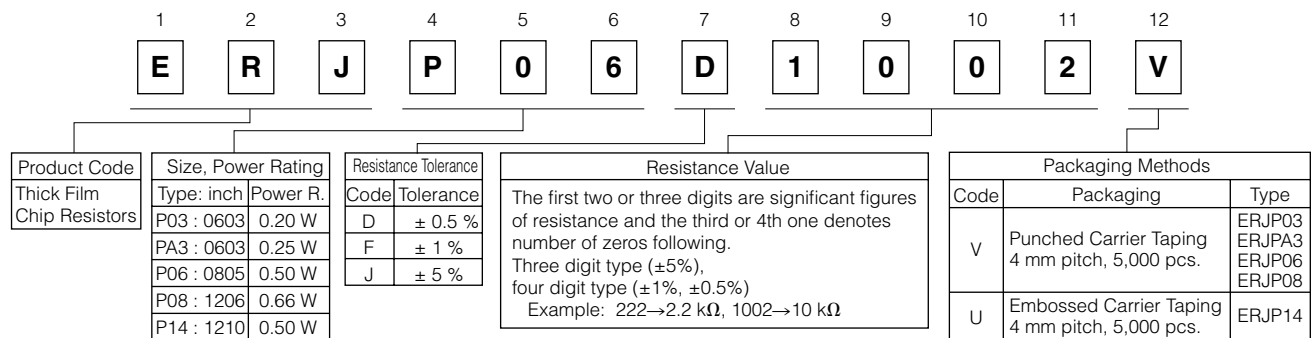 1 2 3 4 5 6 7 8 9 10 11 12
E R J P 0 6 D 1 0 0 2 V
Product Code
Thick Film
Chip Resistors
Size, Power Rating
Type: inch Power R.
P03 : 0603 0.20 W
PA3 : 0603 0.25 W
P06 : 0805 0.50 W
P08 : 1206 0.66 W
P14 : 1210 0.50 W
Resistance Tolerance
Code Tolerance
D ± 0.5 %
F ± 1 %
J ± 5 %
Resistance Value
The first two or three digits are significant figures
of resistance and the third or 4th one denotes
number of zeros following.
Three digit type (±5%),
four digit type (±1%, ±0.5%)
Example: 222→2.2 kΩ, 1002→10 kΩ
Packaging Methods
Code Packaging Type
V Punched Carrier Taping
4 mm pitch, 5,000 pcs.
ERJP03
ERJPA3
ERJP06
ERJP08
U Embossed Carrier Taping
4 mm pitch, 5,000 pcs.
ERJP14